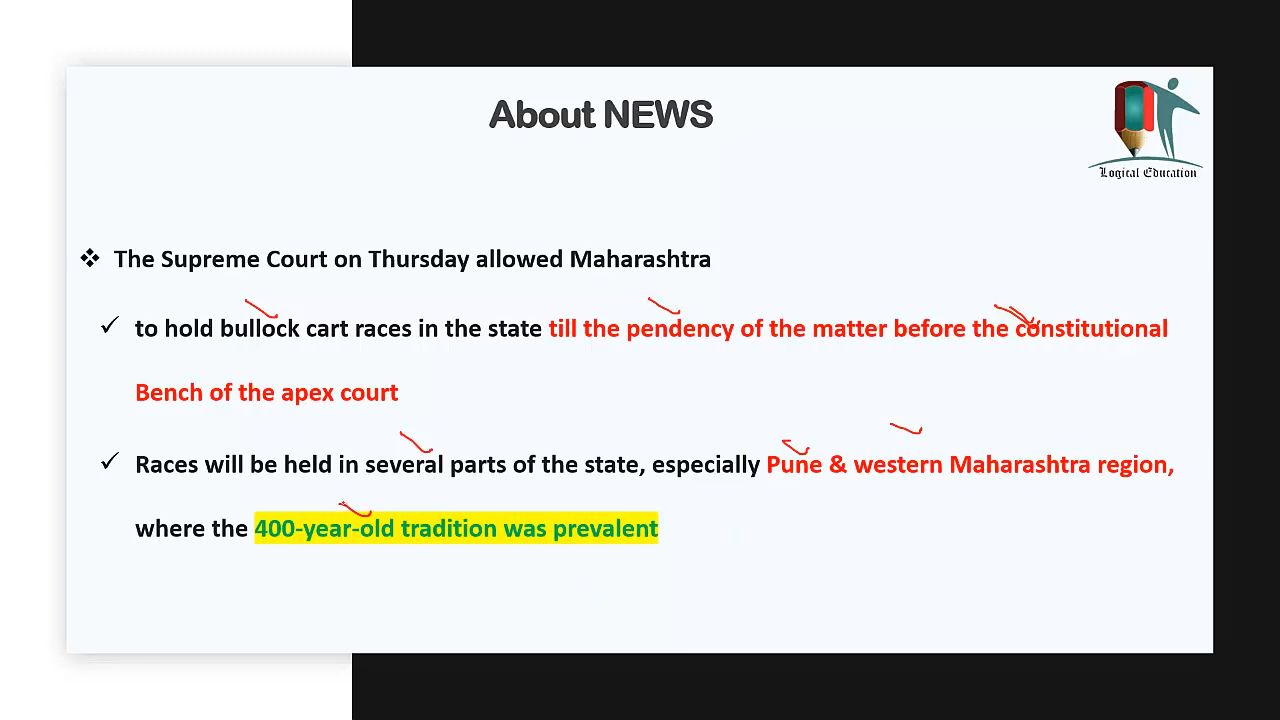 About NEWS
Logical Education
❖ The Supreme Court on Thursday allowed Maharashtra
✓ to hold bullock cart races in the state till the pendency of the matter before the constitutional
Bench of the apex court
✓ Races will be held in several parts of the state, especially Pune & western Maharashtra region,
where the 400-year-old tradition was prevalent